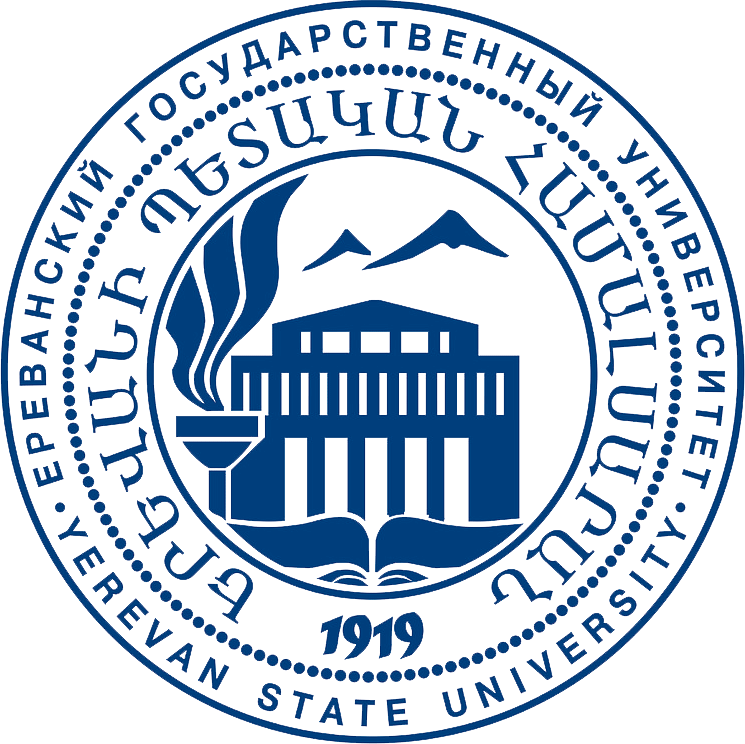 ЕРЕВАНСКИЙ ГОСУДАРСТВЕННЫЙ УНИВЕРСИТЕТ
ԵՐԵՎԱՆԻ ՊԵՏԱԿԱՆ ՀԱՄԱԼՍԱՐԱՆ
1919
• YEREVAN STATE UNIVERSITY •